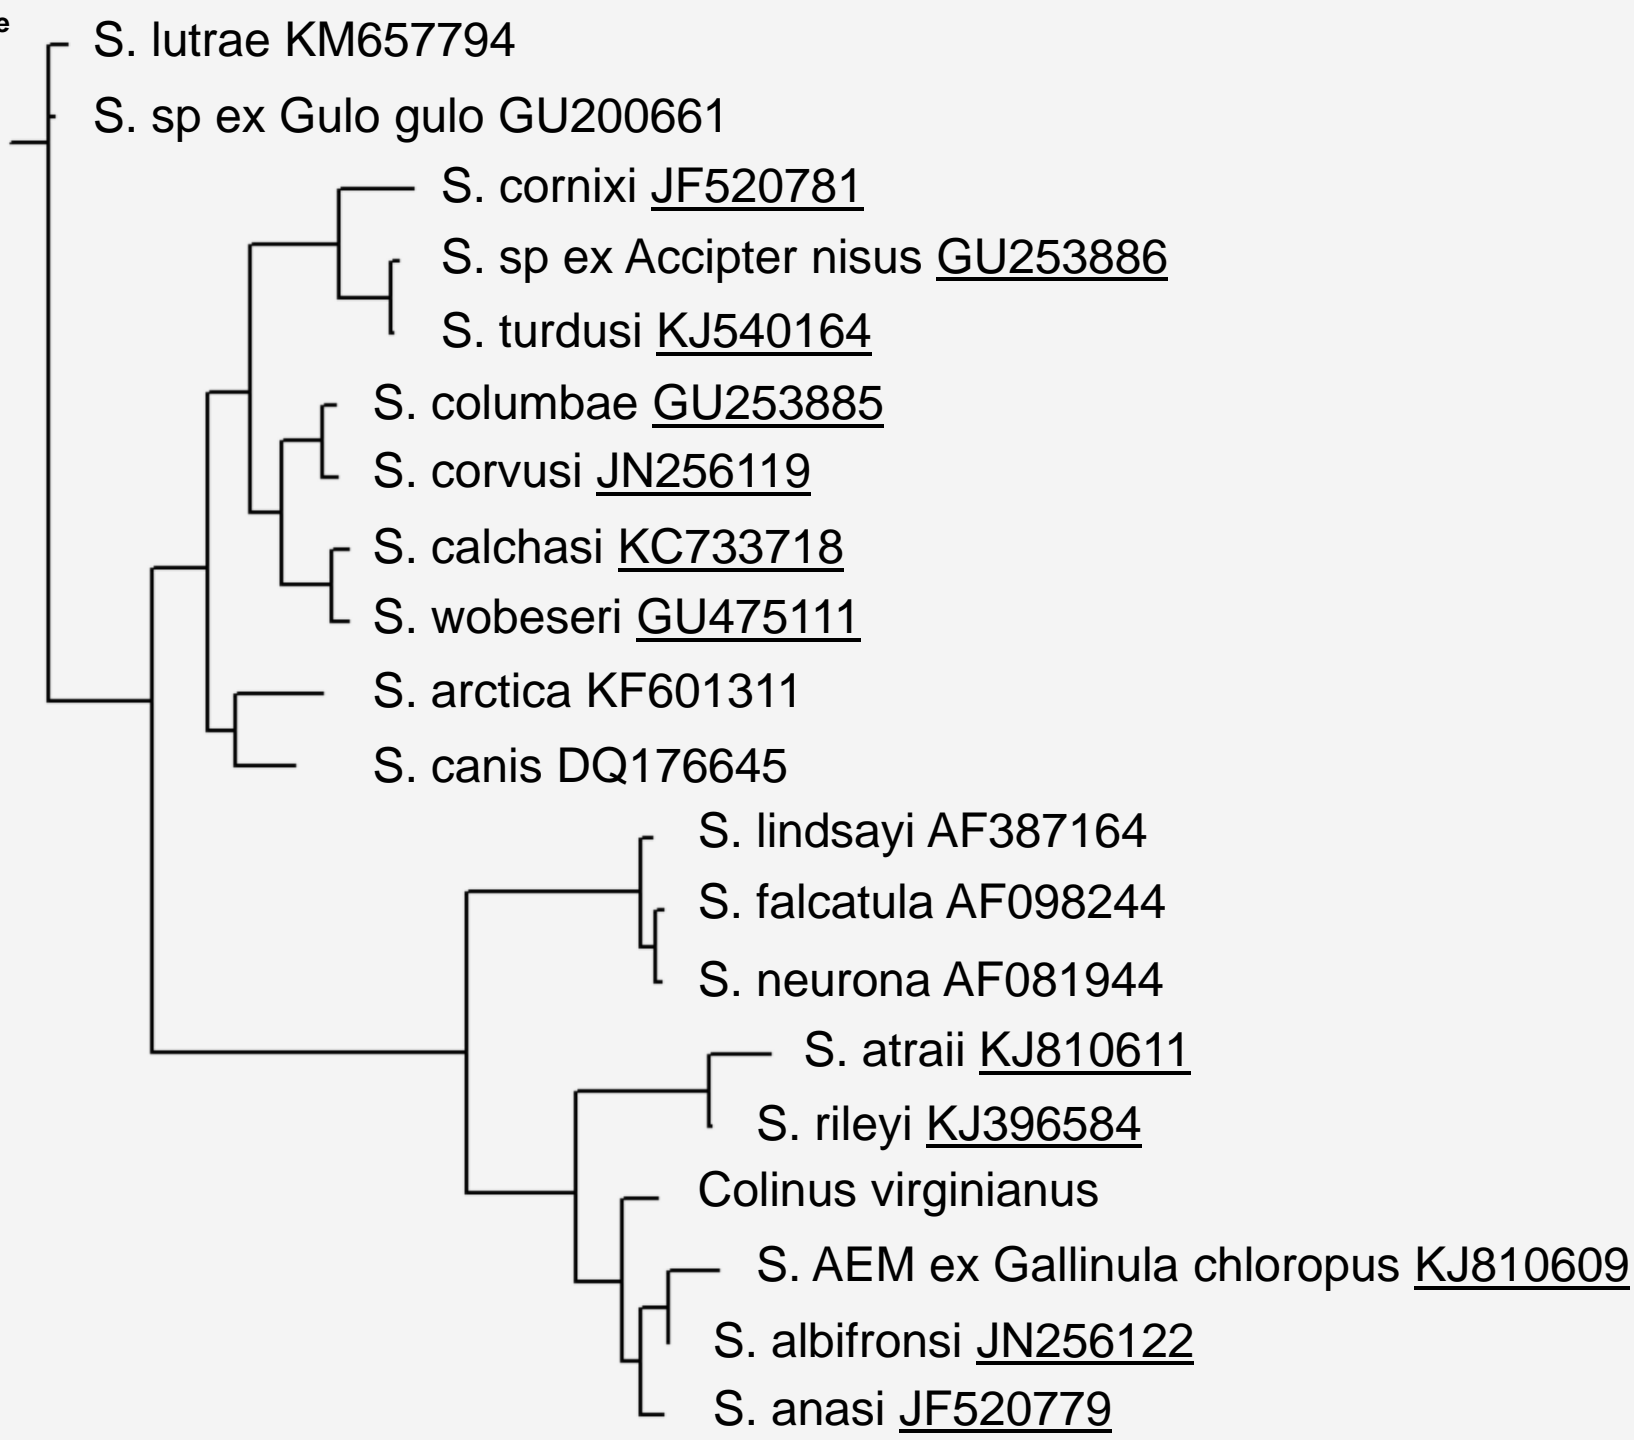 e
S. lutrae KM657794
S. sp ex Gulo gulo GU200661
S. cornixi JF520781
S. sp ex Accipter nisus GU253886
S. turdusi KJ540164
S. columbae GU253885
S. corvusi JN256119
S. calchasi KC733718
S. wobeseri GU475111
S. arctica KF601311
S. canis DQ176645
S. lindsayi AF387164
S. falcatula AF098244
S. neurona AF081944
S. atraii KJ810611
S. rileyi KJ396584
Colinus virginianus
S. AEM ex Gallinula chloropus KJ810609
S. albifronsi JN256122
S. anasi JF520779